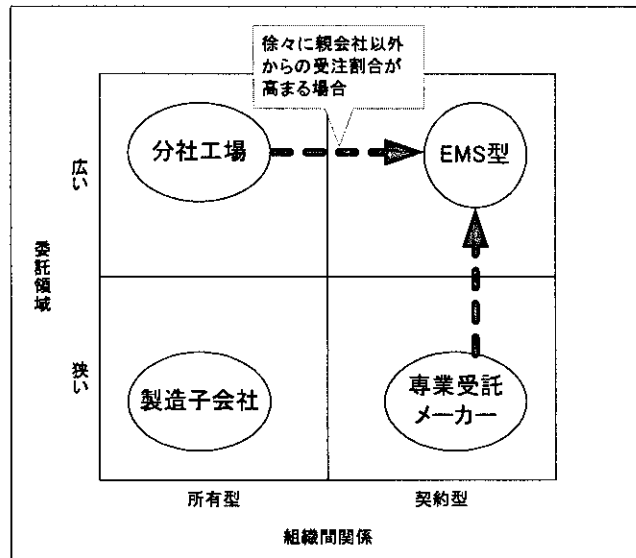 徐々に親会社以外
からの受注割合が
高まる場合
分社工場
EMS型
広い
委託領域
狭い
製造子会社
専業受託
メーカー
所有型
契約型
組織間関係